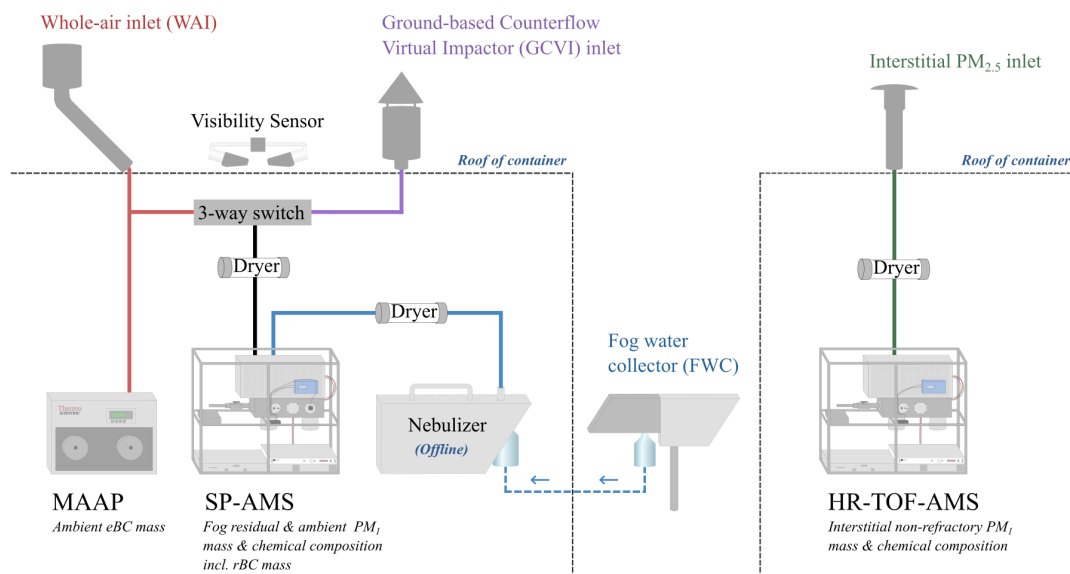 Whole-air inlet (WAI)
Ground-based Counterflow
Virtual Impactor (GCVI) inlet
Interstitial PM2.5 inlet
Visibility Sensor
Roof of container
Roof of container
3-way switch
Dryer
Dryer
Dryer
Fog water
collector (FWC)
Thermo
SCIENTIFIC
Nebulizer
(Offline)
MAAP
Ambient eBC mass
SP-AMS
Fog residual & ambient PM1
mass & chemical composition
incl. rBC mass
HR-TOF-AMS
Interstitial non-refractory PM1
mass & chemical composition